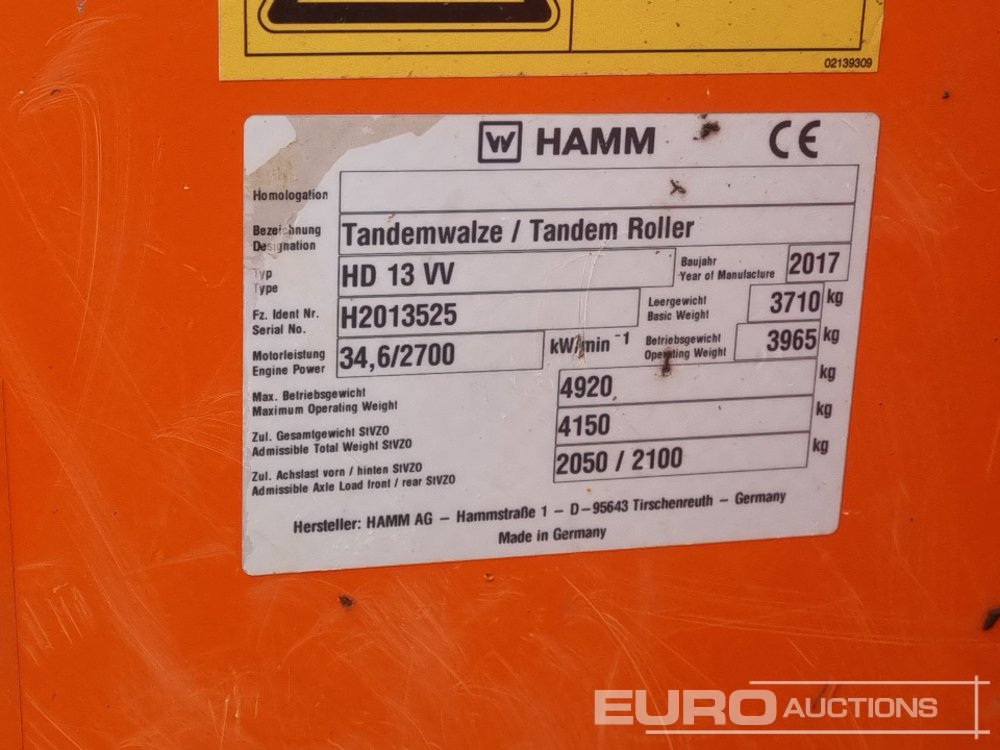 02139309
HAMM CE
Homologation
Bezeichnung
Designation
Tandemwalze / Tandem Roller
Typ
Type
HD 13 VV
Baujahr
Year of Manufacture
2017
Fz. Ident Nr.
Serial No.
H2013525
Leergewicht
Basic Weight
3710 kg
Motorleistung
Engine Power
34,6/2700
kW/min -1
Betriebsgewicht
Operating Weight
3965 kg
Max. Betriebsgewicht
Maximum Operating Weight
4920 kg
Zul. Gesamtgewicht StVZO
Admissible Total Weight StVZO
4150 kg
Zul. Achslast vorn / hinten StVZO
Admissible Axle Load front / rear StVZO
2050 / 2100 kg
Hersteller: HAMM AG – Hammstraße 1 – D–95643 Tirschenreuth – Germany
Made in Germany
EURO AUCTIONS